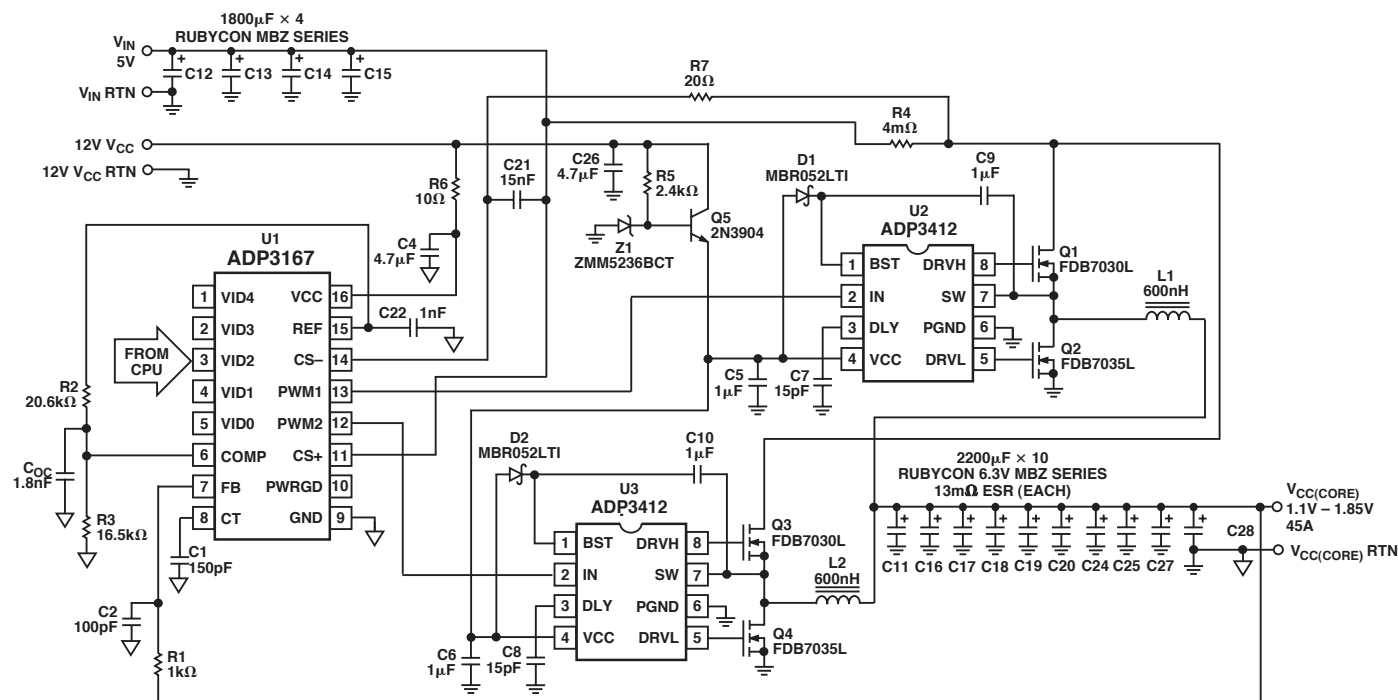 1800µF × 4
RUBYCON MBZ SERIES
VIN
5V
VIN RTN
C12
C13
C14
C15
12V VCC
12V VCC RTN
R7
20Ω
R4
4mΩ
R6
10Ω
C21
15nF
C26
4.7µF
R5
2.4kΩ
Q5
2N3904
Z1
ZMM5236BCT
C4
4.7µF
D1
MBR052LTI
C9
1µF
U2
ADP3412
1 BST DRVH 8
2 IN SW 7
3 DLY PGND 6
4 VCC DRVL 5
Q1
FDB7030L
L1
600nH
Q2
FDB7035L
C5
1µF
C7
15pF
U1
ADP3167
1 VID4 VCC 16
2 VID3 REF 15
3 VID2 CS– 14
4 VID1 PWM1 13
5 VID0 PWM2 12
6 COMP CS+ 11
7 FB PWRGD 10
8 CT GND 9
C22 1nF
FROM
CPU
R2
20.6kΩ
COC
1.8nF
R3
16.5kΩ
C1
150pF
C2
100pF
R1
1kΩ
D2
MBR052LTI
C10
1µF
U3
ADP3412
1 BST DRVH 8
2 IN SW 7
3 DLY PGND 6
4 VCC DRVL 5
Q3
FDB7030L
L2
600nH
Q4
FDB7035L
C6
1µF
C8
15pF
2200µF × 10
RUBYCON 6.3V MBZ SERIES
13mΩ ESR (EACH)
C11 C16 C17 C18 C19 C20 C24 C25 C27
C28
VCC(CORE)
1.1V – 1.85V
45A
VCC(CORE) RTN